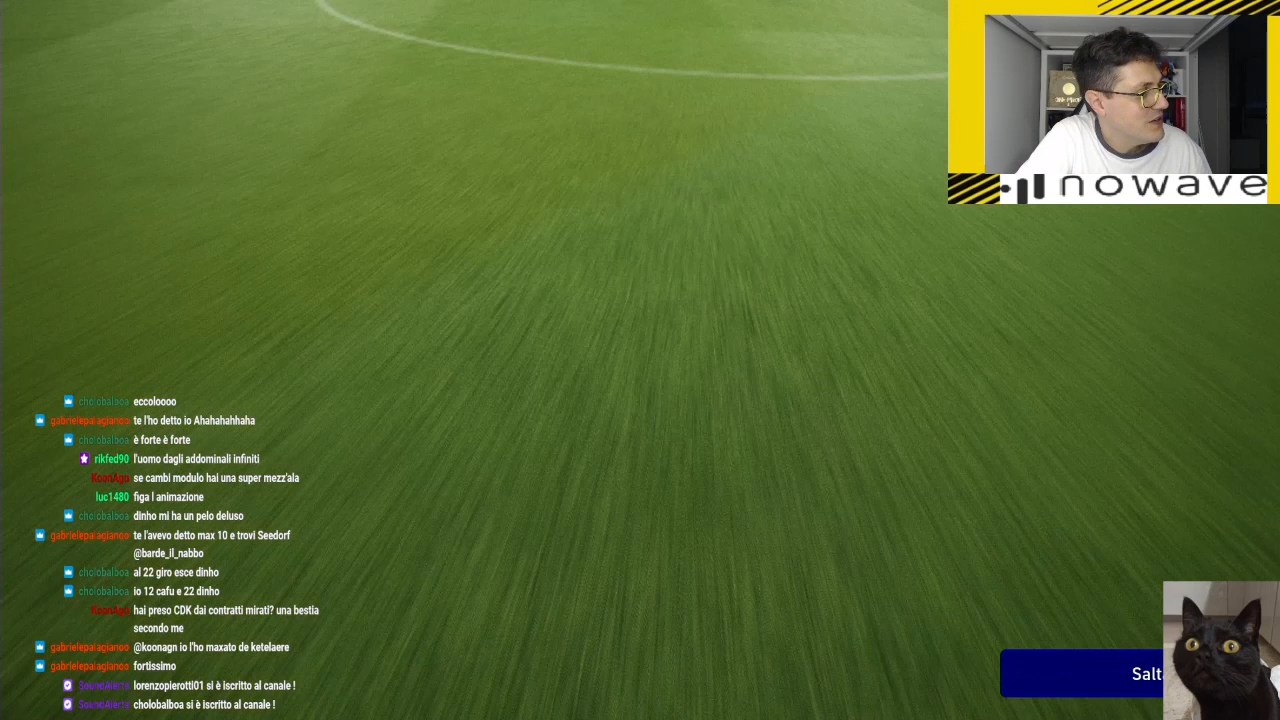 nowave
cholobalboa eccoloooo
gabrielepaiagianoo te l'ho detto io Ahahahahhaha
cholobalboa è forte è forte
rikfed90 l'uomo dagli addominali infiniti
KoonAgn se cambi modulo hai una super mezz'ala
luc1480 figa l animazione
cholobalboa dinho mi ha un pelo deluso
gabrielepaiagianoo te l'avevo detto max 10 e trovi Seedorf
@barde_il_nabbo
cholobalboa al 22 giro esce dinho
cholobalboa io 12 cafu e 22 dinho
KoonAgn hai preso CDK dai contratti mirati? una bestia
secondo me
gabrielepaiagianoo @koonagn io l'ho maxato de ketelaere
gabrielepaiagianoo fortissimo
SoundAlerts lorenzopierotti01 si è iscritto al canale !
SoundAlerts cholobalboa si è iscritto al canale !
Salt